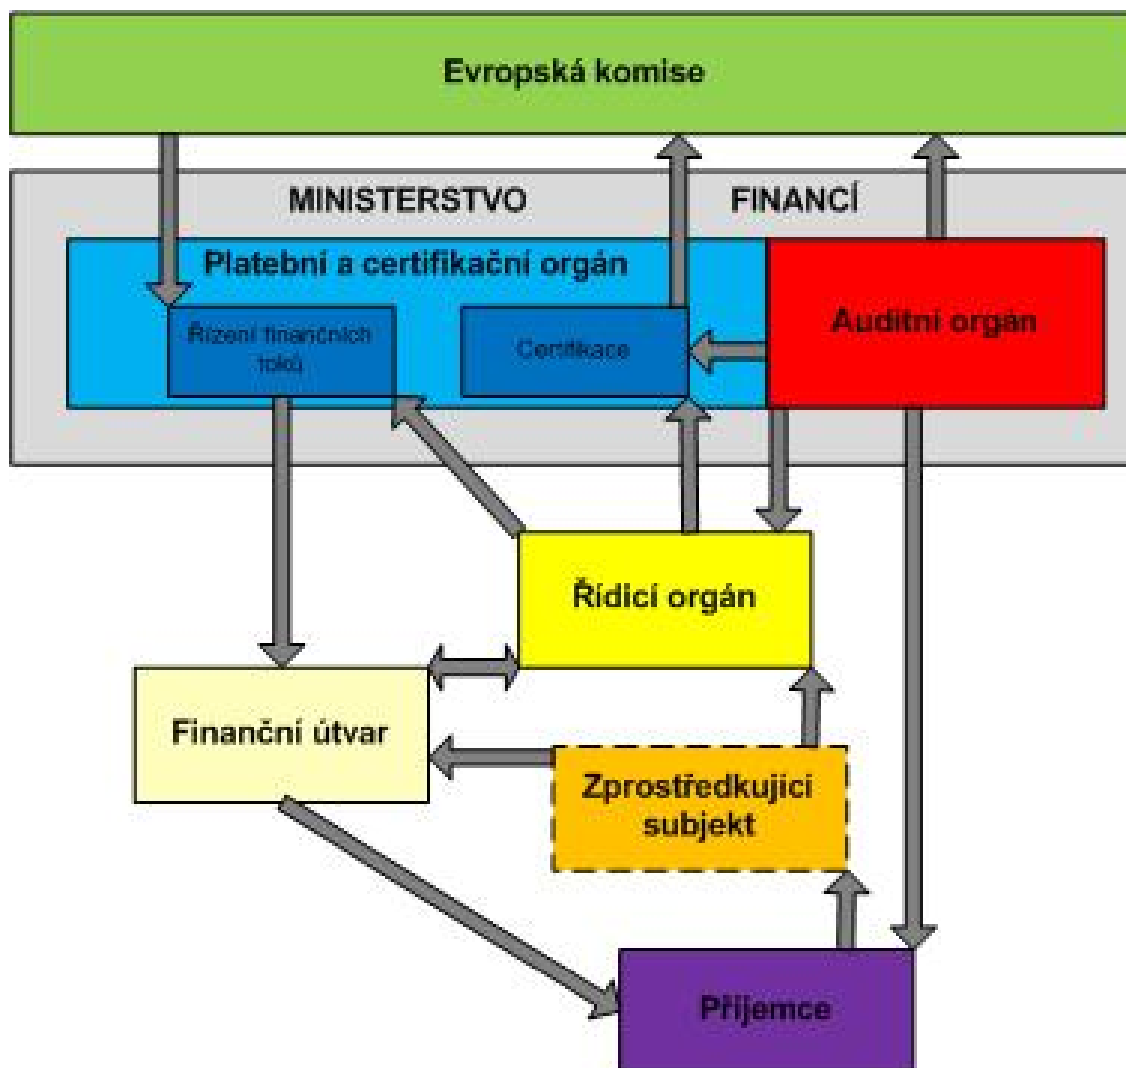 Evropská komise
MINISTERSTVO FINANCÍ
Platební a certifikační orgán
Auditní orgán
Řízení finančních
toků
Certifikace
Řídicí orgán
Finanční útvar
Zprostředkující
subjekt
Příjemce